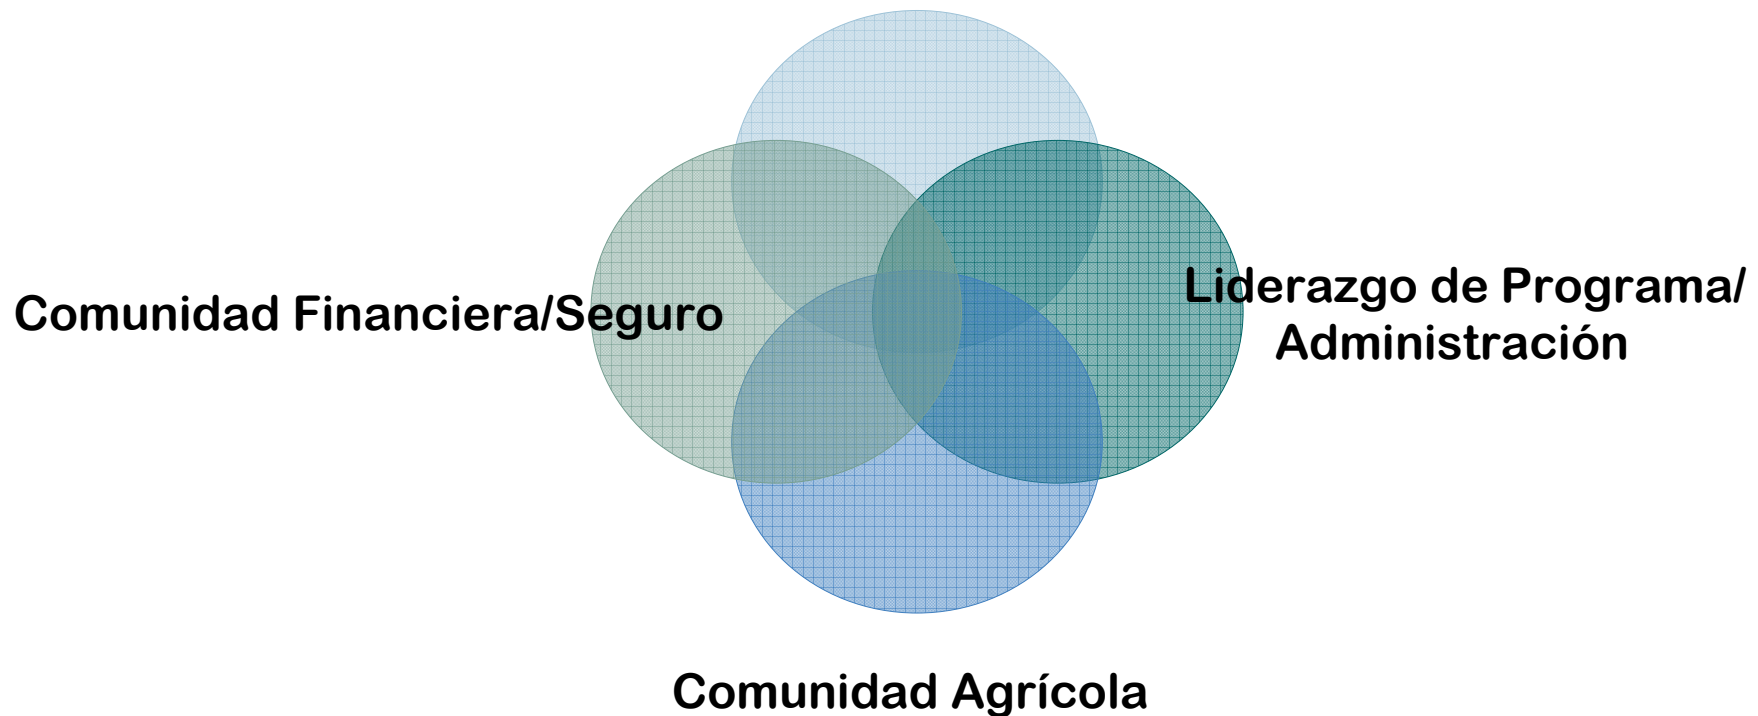 Comunidad Financiera/Seguro
Liderazgo de Programa/
Administración
Comunidad Agrícola